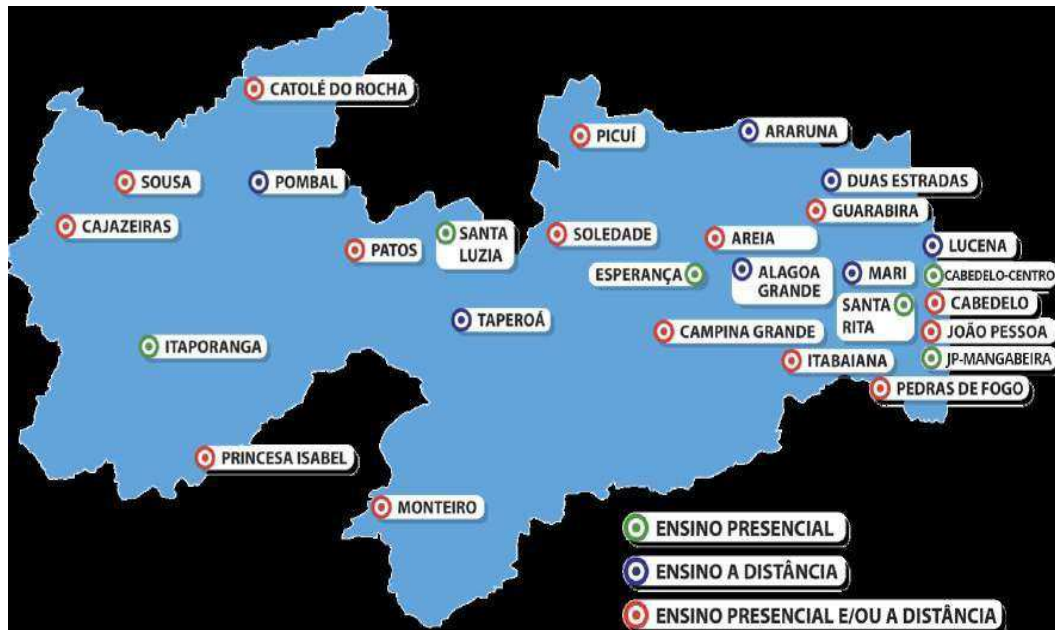 CATOLÉ DO ROCHA
PICUÍ
ARARUNA
SOUSA
POMBAL
DUAS ESTRADAS
GUARABIRA
CAJAZEIRAS
PATOS
SANTA
LUZIA
SOLEDADE
AREIA
LUCENA
ESPERANÇA
ALAGOA
GRANDE
MARI
CABEDELO-CENTRO
SANTA
RITA
CABEDELO
TAPEROÁ
CAMPINA GRANDE
JOÃO PESSOA
ITAPORANGA
ITABAIANA
JP-MANGABEIRA
PEDRAS DE FOGO
PRINCESA ISABEL
MONTEIRO
ENSINO PRESENCIAL
ENSINO A DISTÂNCIA
ENSINO PRESENCIAL E/OU A DISTÂNCIA